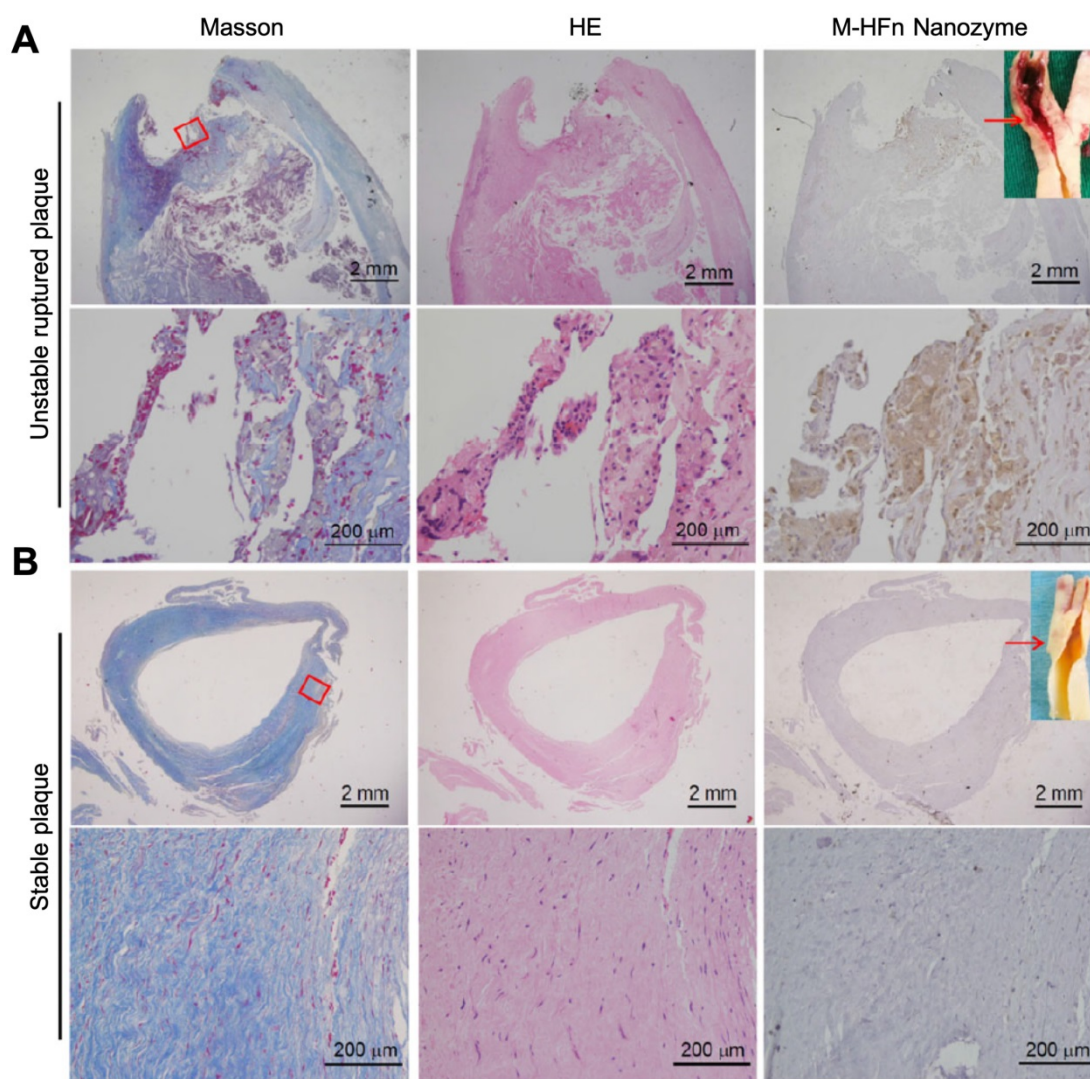 A
Masson
HE
M-HFn Nanozyme
Unstable ruptured plaque
2 mm
2 mm
2 mm
200 μm
200 μm
200 μm
B
Stable plaque
2 mm
2 mm
2 mm
200 μm
200 μm
200 μm